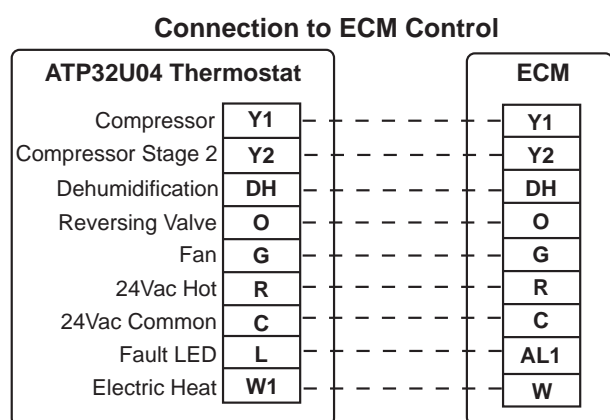 Connection to ECM Control
ATP32U04 Thermostat ECM
Compressor Y1 Y1
Compressor Stage 2 Y2 Y2
Dehumidification DH DH
Reversing Valve O O
Fan G G
24Vac Hot R R
24Vac Common C C
Fault LED L AL1
Electric Heat W1 W